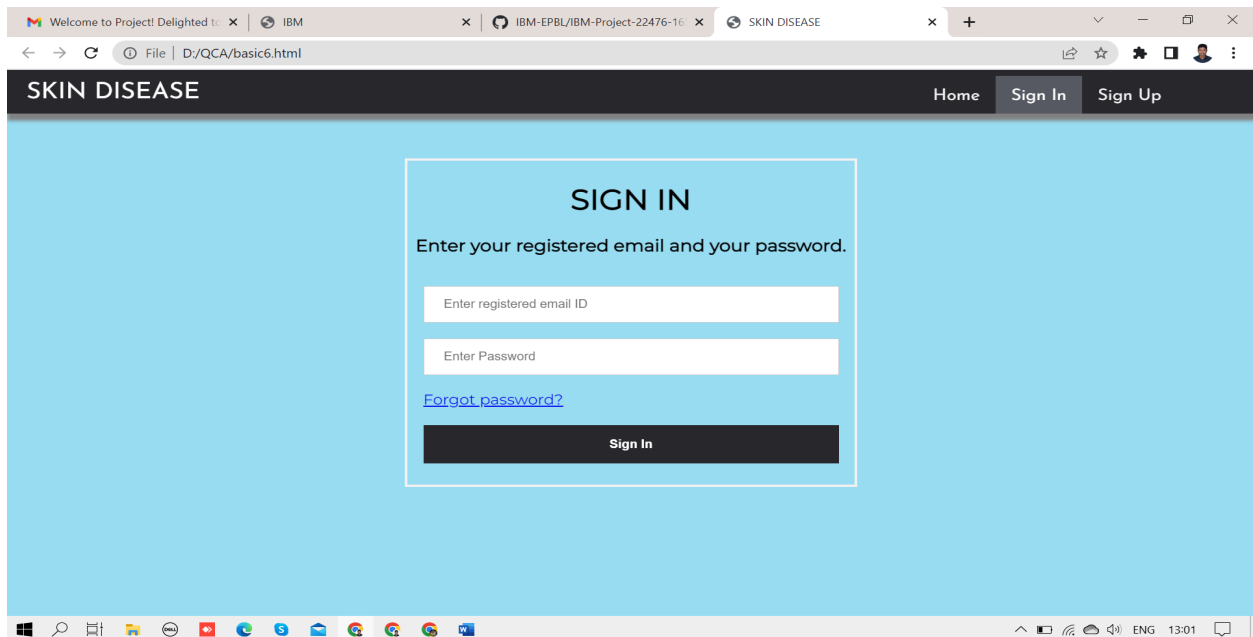 Welcome to Project! Delighted to
IBM
IBM-EPBL/IBM-Project-22476-16
SKIN DISEASE
File | D:/QCA/basic6.html
SKIN DISEASE
Home
Sign In
Sign Up
SIGN IN
Enter your registered email and your password.
Enter registered email ID
Enter Password
Forgot password?
Sign In
DELL
S
W
ENG
13:01